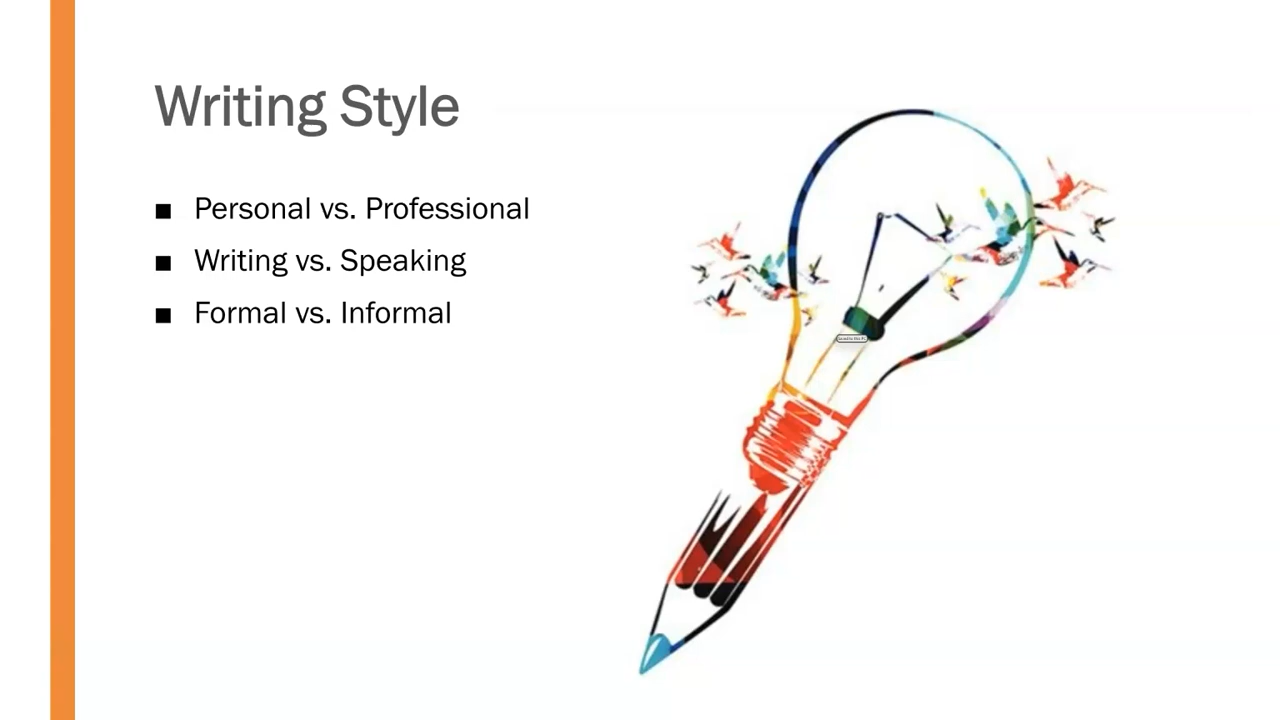 Writing Style
■ Personal vs. Professional
■ Writing vs. Speaking
■ Formal vs. Informal